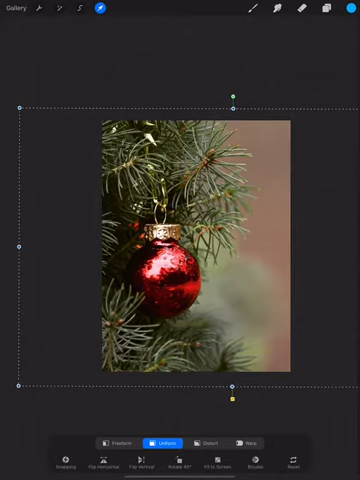 Gallery
Freeform Uniform Distort Warp
Snapping Flip Horizontal Flip Vertical Rotate 45° Fit to Screen Bicubic Reset